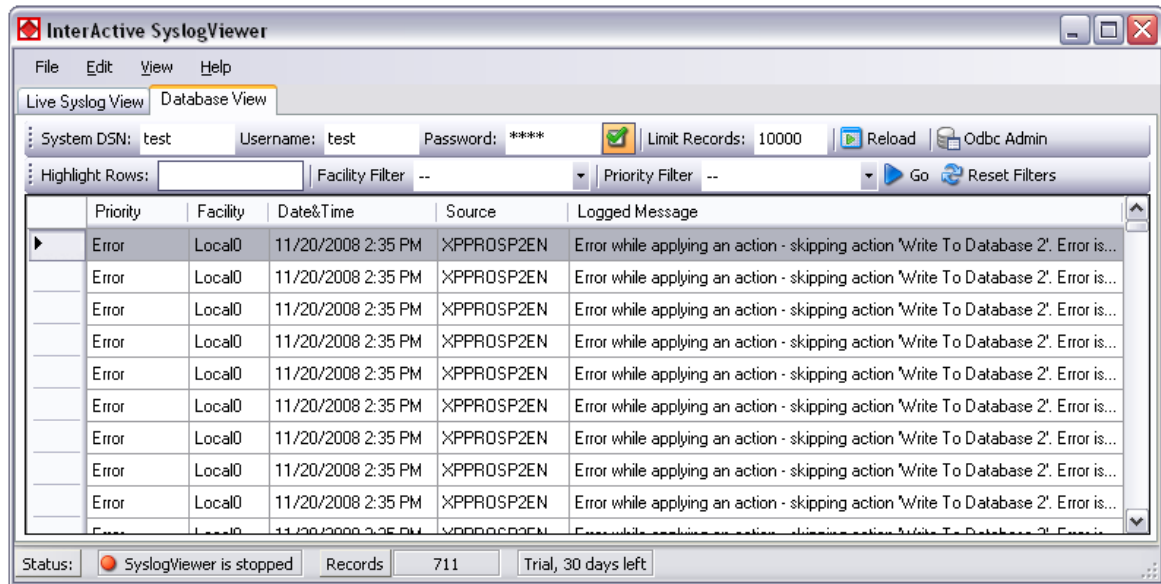 InterActive SyslogViewer
File Edit View Help
Live Syslog View Database View
System DSN: test Username: test Password: **** Limit Records: 10000 Reload Odbc Admin
Highlight Rows: Facility Filter -- Priority Filter -- Go Reset Filters
Priority Facility Date&Time Source Logged Message
Error Local0 11/20/2008 2:35 PM XPPROSP2EN Error while applying an action - skipping action 'Write To Database 2'. Error is...
Error Local0 11/20/2008 2:35 PM XPPROSP2EN Error while applying an action - skipping action 'Write To Database 2'. Error is...
Error Local0 11/20/2008 2:35 PM XPPROSP2EN Error while applying an action - skipping action 'Write To Database 2'. Error is...
Error Local0 11/20/2008 2:35 PM XPPROSP2EN Error while applying an action - skipping action 'Write To Database 2'. Error is...
Error Local0 11/20/2008 2:35 PM XPPROSP2EN Error while applying an action - skipping action 'Write To Database 2'. Error is...
Error Local0 11/20/2008 2:35 PM XPPROSP2EN Error while applying an action - skipping action 'Write To Database 2'. Error is...
Error Local0 11/20/2008 2:35 PM XPPROSP2EN Error while applying an action - skipping action 'Write To Database 2'. Error is...
Error Local0 11/20/2008 2:35 PM XPPROSP2EN Error while applying an action - skipping action 'Write To Database 2'. Error is...
Error Local0 11/20/2008 2:35 PM XPPROSP2EN Error while applying an action - skipping action 'Write To Database 2'. Error is...
Status: SyslogViewer is stopped Records 711 Trial, 30 days left